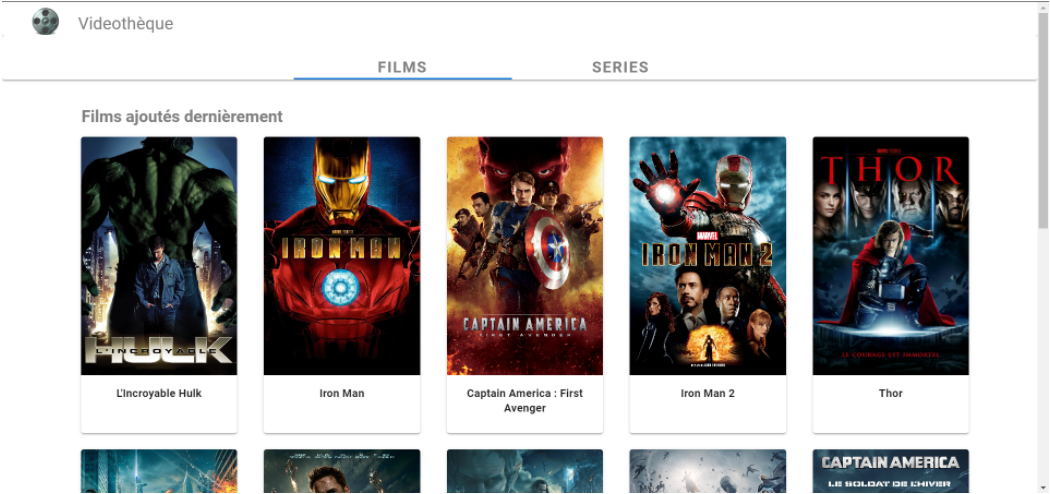 Videothèque
FILMS
SERIES
Films ajoutés dernièrement
L'INCROYABLE
HULK
IRON MAN
CAPTAIN AMERICA
FIRST AVENGER
MARVEL
IRON MAN 2
THOR
LE COURAGE EST IMMORTEL
L'Incroyable Hulk
Iron Man
Captain America : First
Avenger
Iron Man 2
Thor
CAPTAIN AMERICA
LE SOLDAT DE L'HIVER